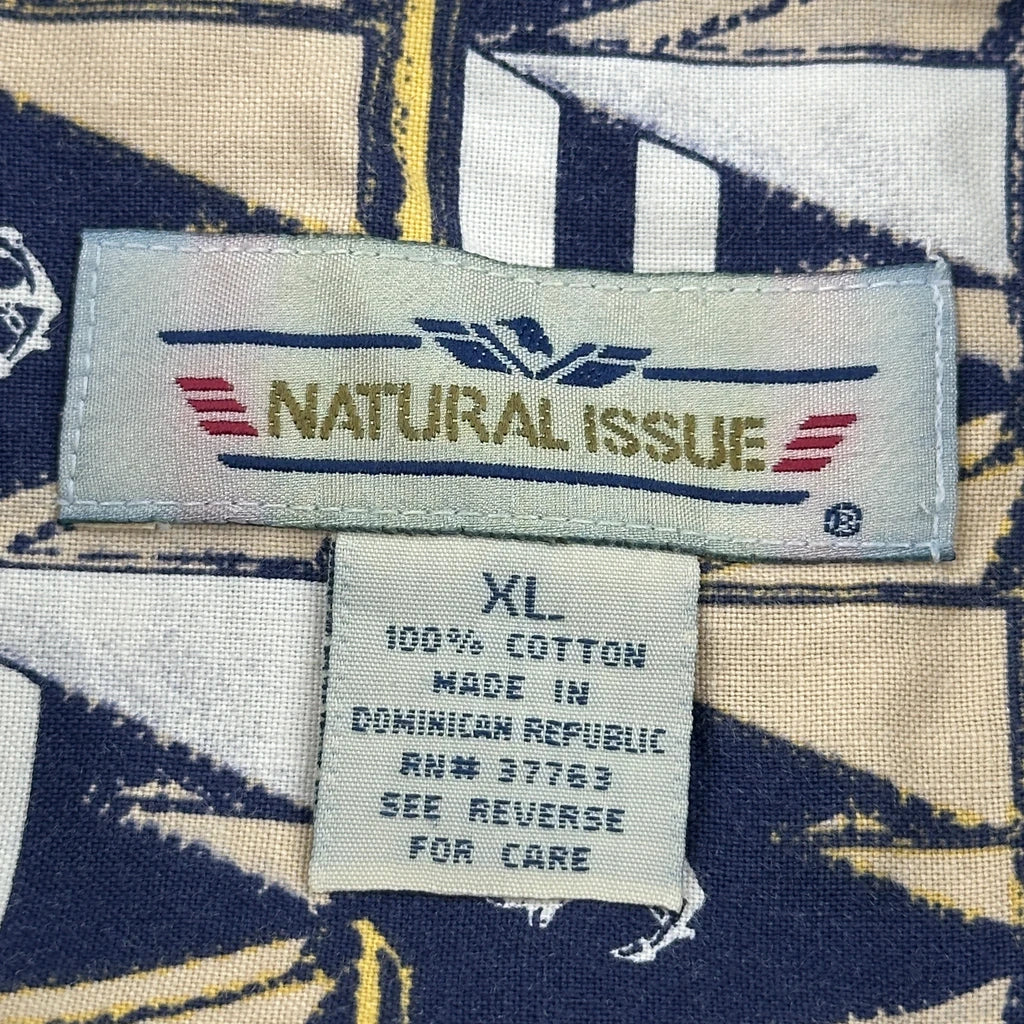 NATURAL ISSUE
®
XL
100% COTTON
MADE IN
DOMINICAN REPUBLIC
RN# 37763
SEE REVERSE
FOR CARE